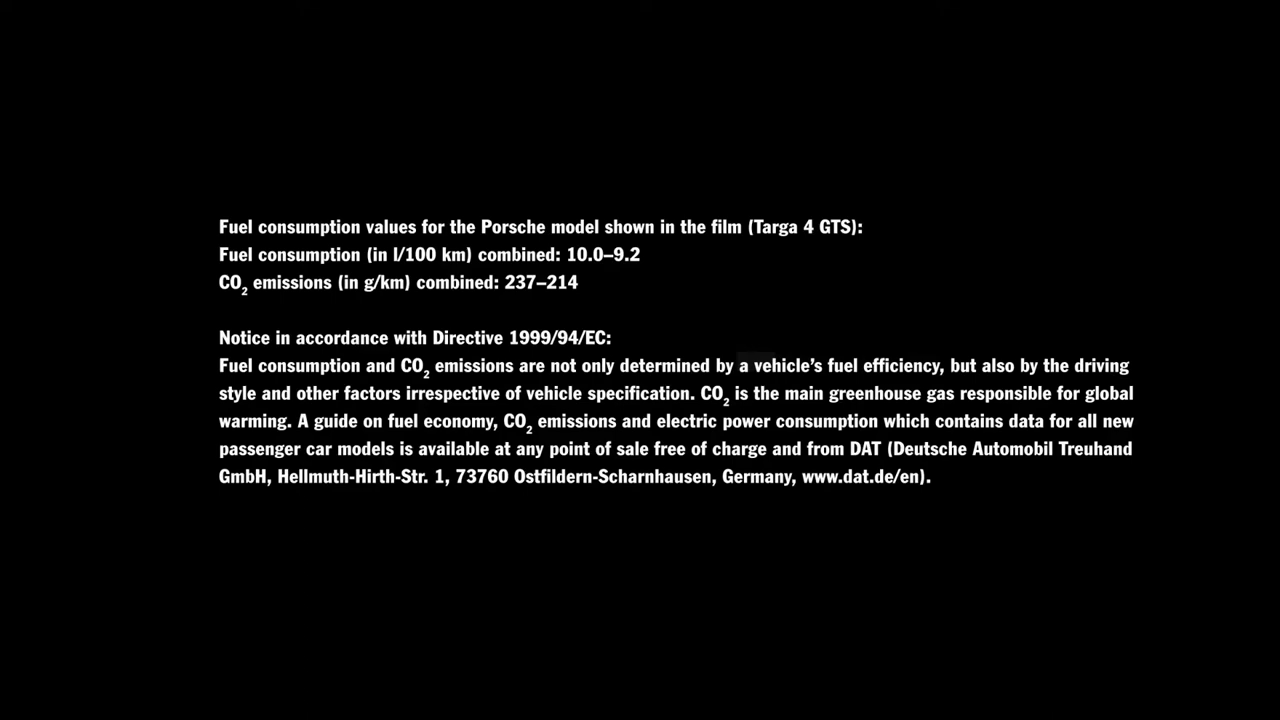 Fuel consumption values for the Porsche model shown in the film (Targa 4 GTS):
Fuel consumption (in l/100 km) combined: 10.0–9.2
CO₂ emissions (in g/km) combined: 237–214
Notice in accordance with Directive 1999/94/EC:
Fuel consumption and CO₂ emissions are not only determined by a vehicle’s fuel efficiency, but also by the driving
style and other factors irrespective of vehicle specification. CO₂ is the main greenhouse gas responsible for global
warming. A guide on fuel economy, CO₂ emissions and electric power consumption which contains data for all new
passenger car models is available at any point of sale free of charge and from DAT (Deutsche Automobil Treuhand
GmbH, Hellmuth-Hirth-Str. 1, 73760 Ostfildern-Scharnhausen, Germany, www.dat.de/en).